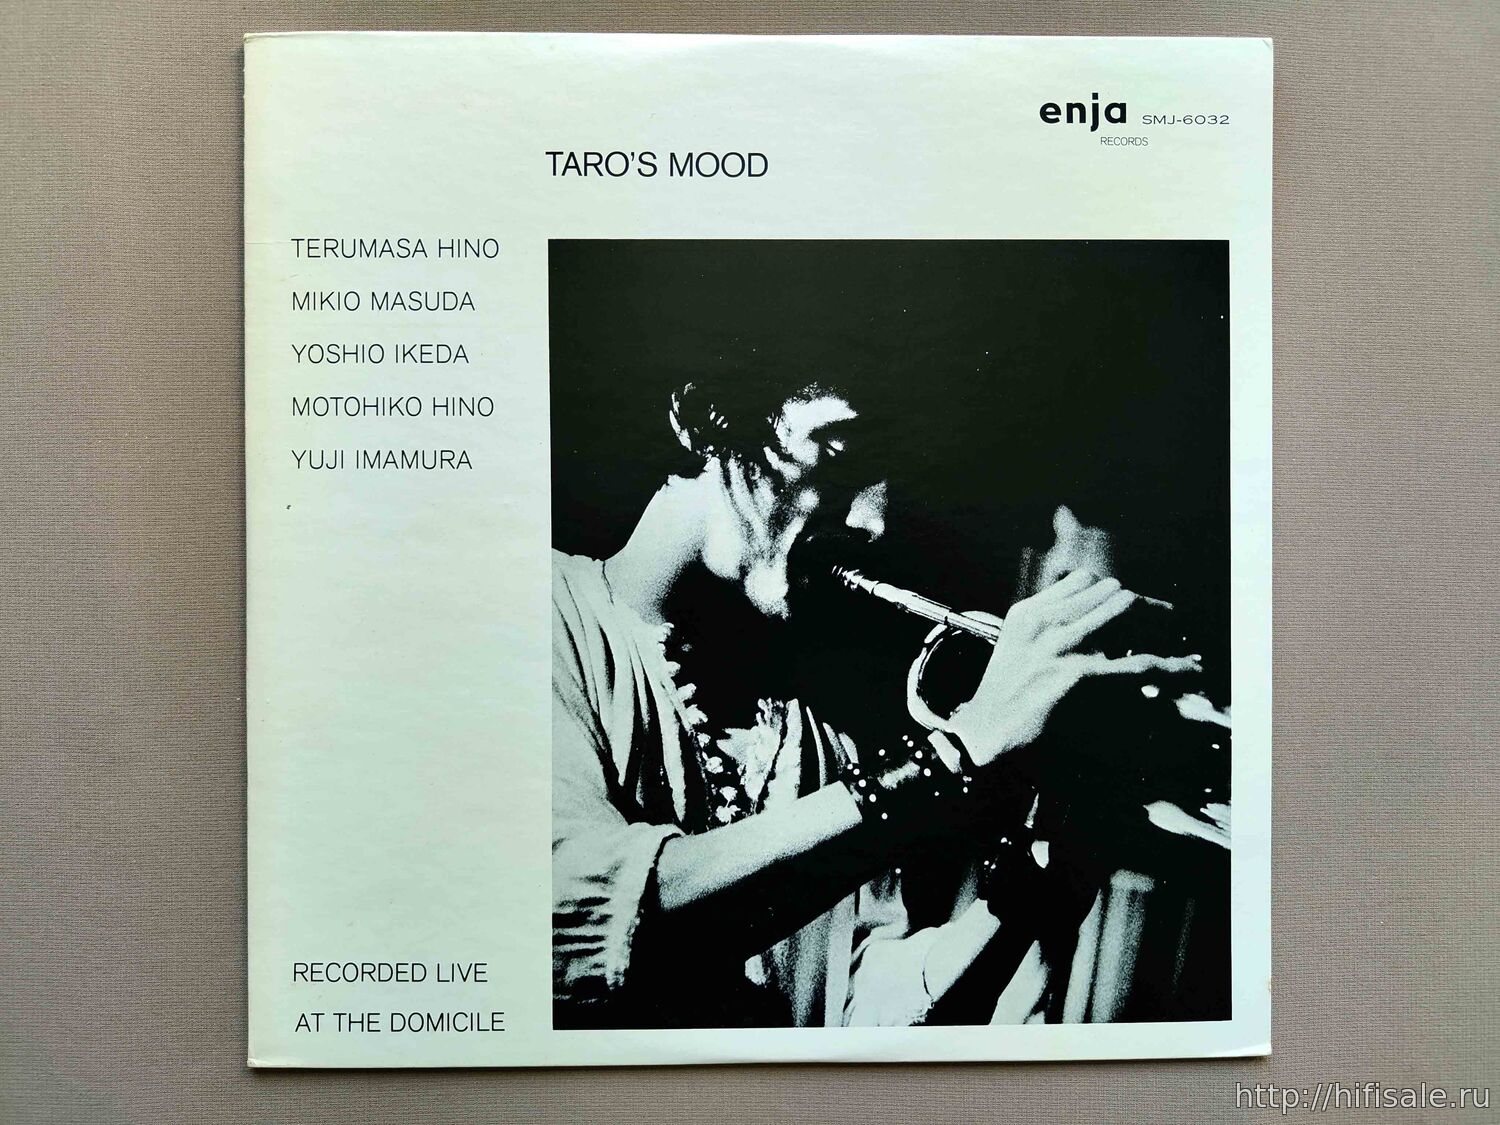 enja SMJ-6032
RECORDS
TARO'S MOOD
TERUMASA HINO
MIKIO MASUDA
YOSHIO IKEDA
MOTOHIKO HINO
YUJI IMAMURA
RECORDED LIVE
AT THE DOMICILE
http://hifisale.ru